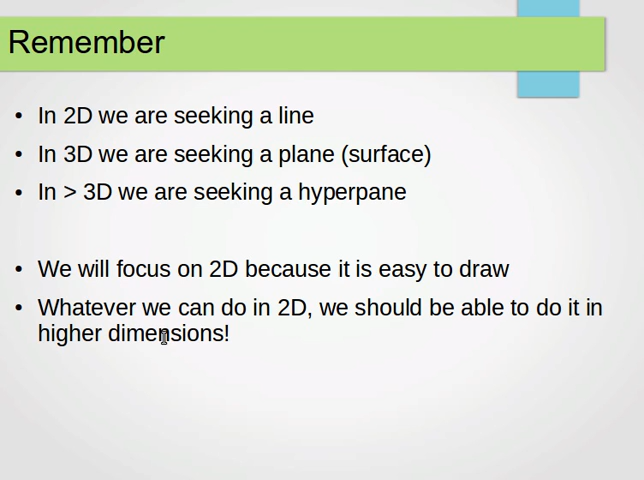 Remember
• In 2D we are seeking a line
• In 3D we are seeking a plane (surface)
• In > 3D we are seeking a hyperpane
• We will focus on 2D because it is easy to draw
• Whatever we can do in 2D, we should be able to do it in
higher dimensions!